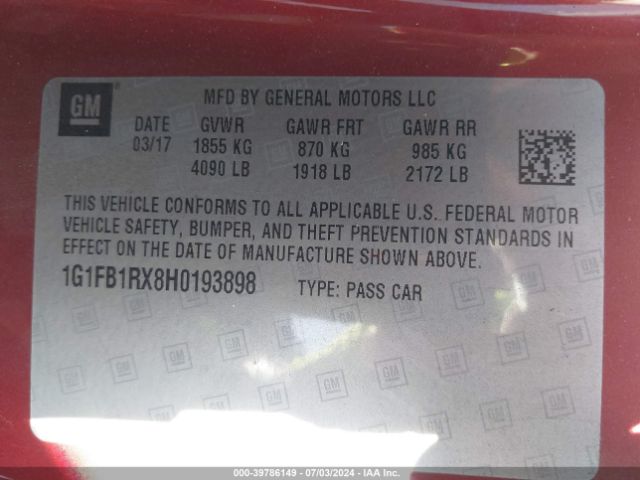 GM
MFD BY GENERAL MOTORS LLC
DATE GVWR GAWR FRT GAWR RR
03/17 1855 KG 870 KG 985 KG
4090 LB 1918 LB 2172 LB
THIS VEHICLE CONFORMS TO ALL APPLICABLE U.S. FEDERAL MOTOR
VEHICLE SAFETY, BUMPER, AND THEFT PREVENTION STANDARDS IN
EFFECT ON THE DATE OF MANUFACTURE SHOWN ABOVE.
1G1FB1RX8H0193898 TYPE: PASS CAR
000-39786149 - 07/03/2024 - IAA Inc.